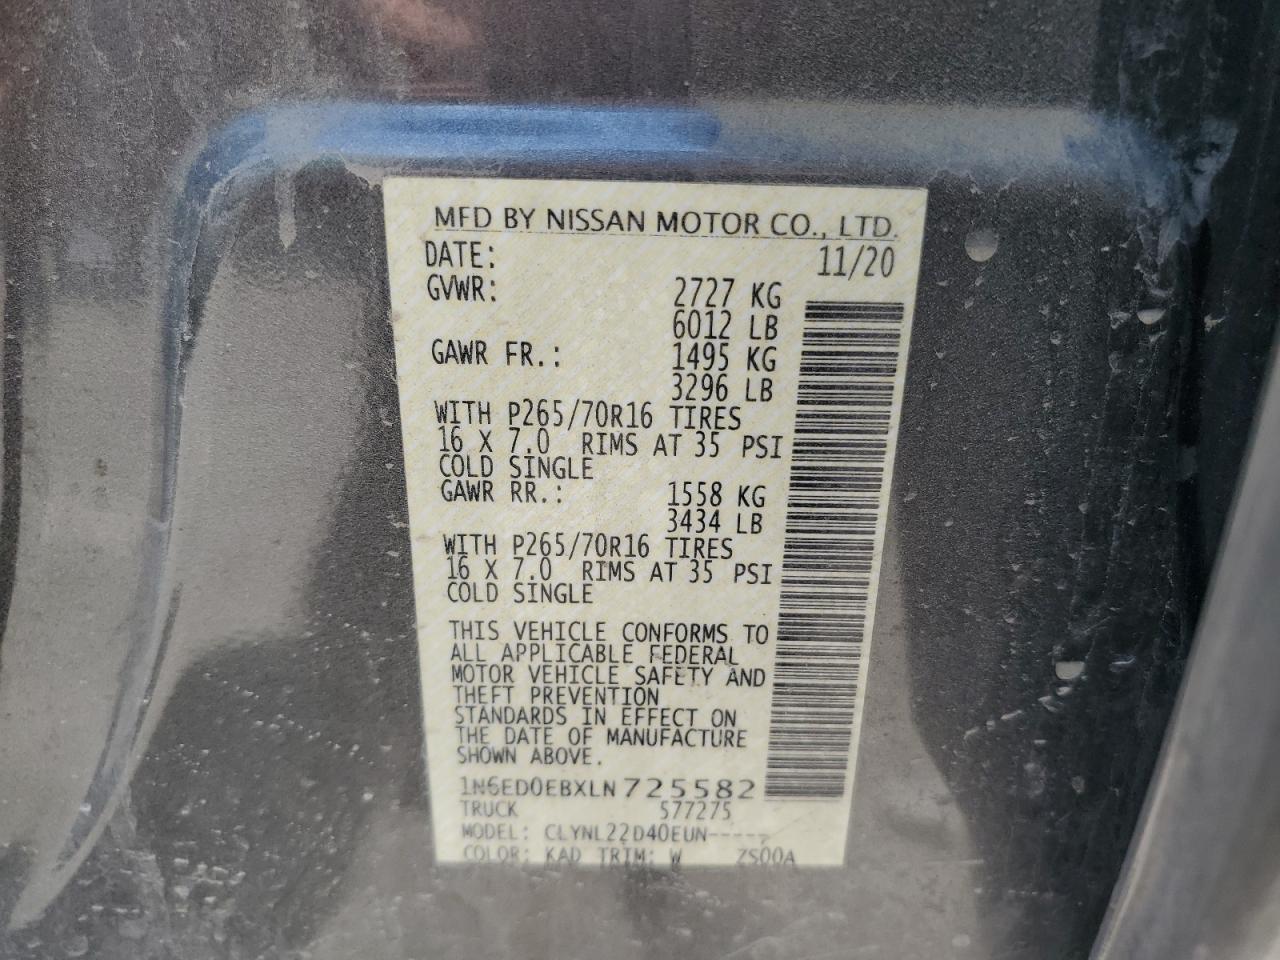 MFD BY NISSAN MOTOR CO., LTD.
DATE: 11/20
GVWR: 2727 KG
6012 LB
GAWR FR.: 1495 KG
3296 LB
WITH P265/70R16 TIRES
16 X 7.0 RIMS AT 35 PSI
COLD SINGLE
GAWR RR.: 1558 KG
3434 LB
WITH P265/70R16 TIRES
16 X 7.0 RIMS AT 35 PSI
COLD SINGLE
THIS VEHICLE CONFORMS TO
ALL APPLICABLE FEDERAL
MOTOR VEHICLE SAFETY AND
THEFT PREVENTION
STANDARDS IN EFFECT ON
THE DATE OF MANUFACTURE
SHOWN ABOVE.
1N6ED0EBXLN725582
TRUCK 577275
MODEL: CLYNL22D40EUN-----
COLOR: KAD TRIM: W ZS00A